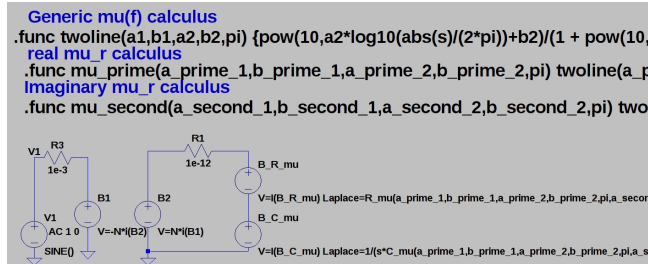 Generic mu(f) calculus
.func twoline(a1,b1,a2,b2,pi) {pow(10,a2*log10(abs(s)/(2*pi))+b2)/(1 + pow(10,
real mu_r calculus
.func mu_prime(a_prime_1,b_prime_1,a_prime_2,b_prime_2,pi) twoline(a_p
Imaginary mu_r calculus
.func mu_second(a_second_1,b_second_1,a_second_2,b_second_2,pi) two
V1 R3
1e-3
R1
1e-12
B_R_mu
V=I(B_R_mu) Laplace=R_mu(a_prime_1,b_prime_1,a_prime_2,b_prime_2,pi,a_secon
B1
V=-N*i(B2)
B2
V=N*i(B1)
V1
AC 1 0
SINE()
B_C_mu
V=I(B_C_mu) Laplace=1/(s*C_mu(a_prime_1,b_prime_1,a_prime_2,b_prime_2,pi,a_s